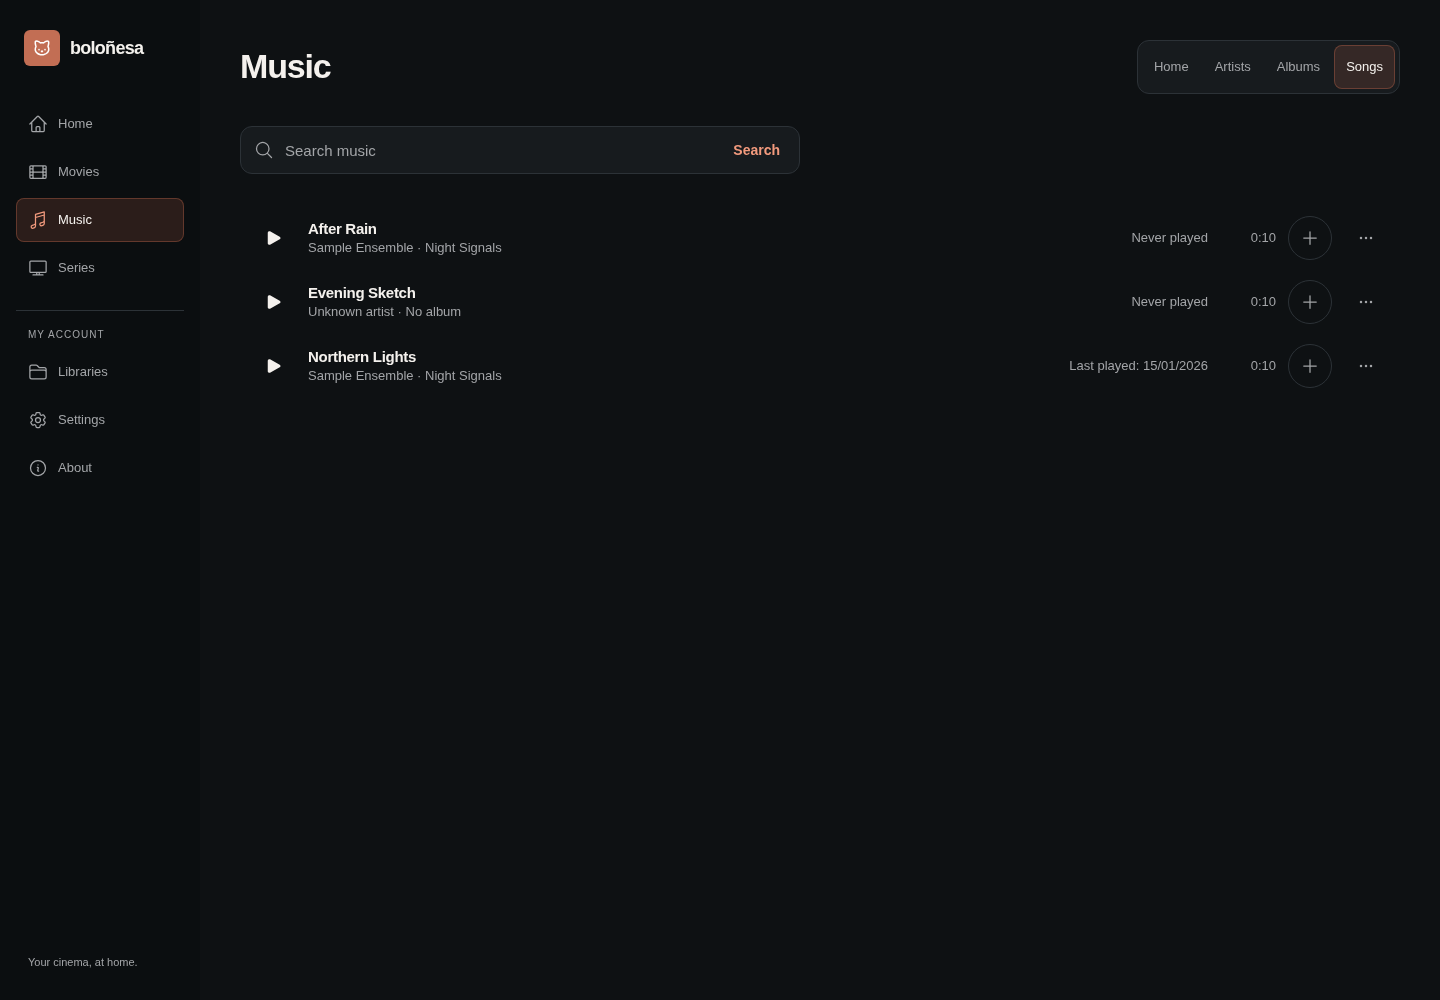 boloñesa
Home
Movies
Music
Series
MY ACCOUNT
Libraries
Settings
About
Your cinema, at home.
Music
Home Artists Albums Songs
Search music Search
After Rain
Sample Ensemble · Night Signals
Never played 0:10
Evening Sketch
Unknown artist · No album
Never played 0:10
Northern Lights
Sample Ensemble · Night Signals
Last played: 15/01/2026 0:10